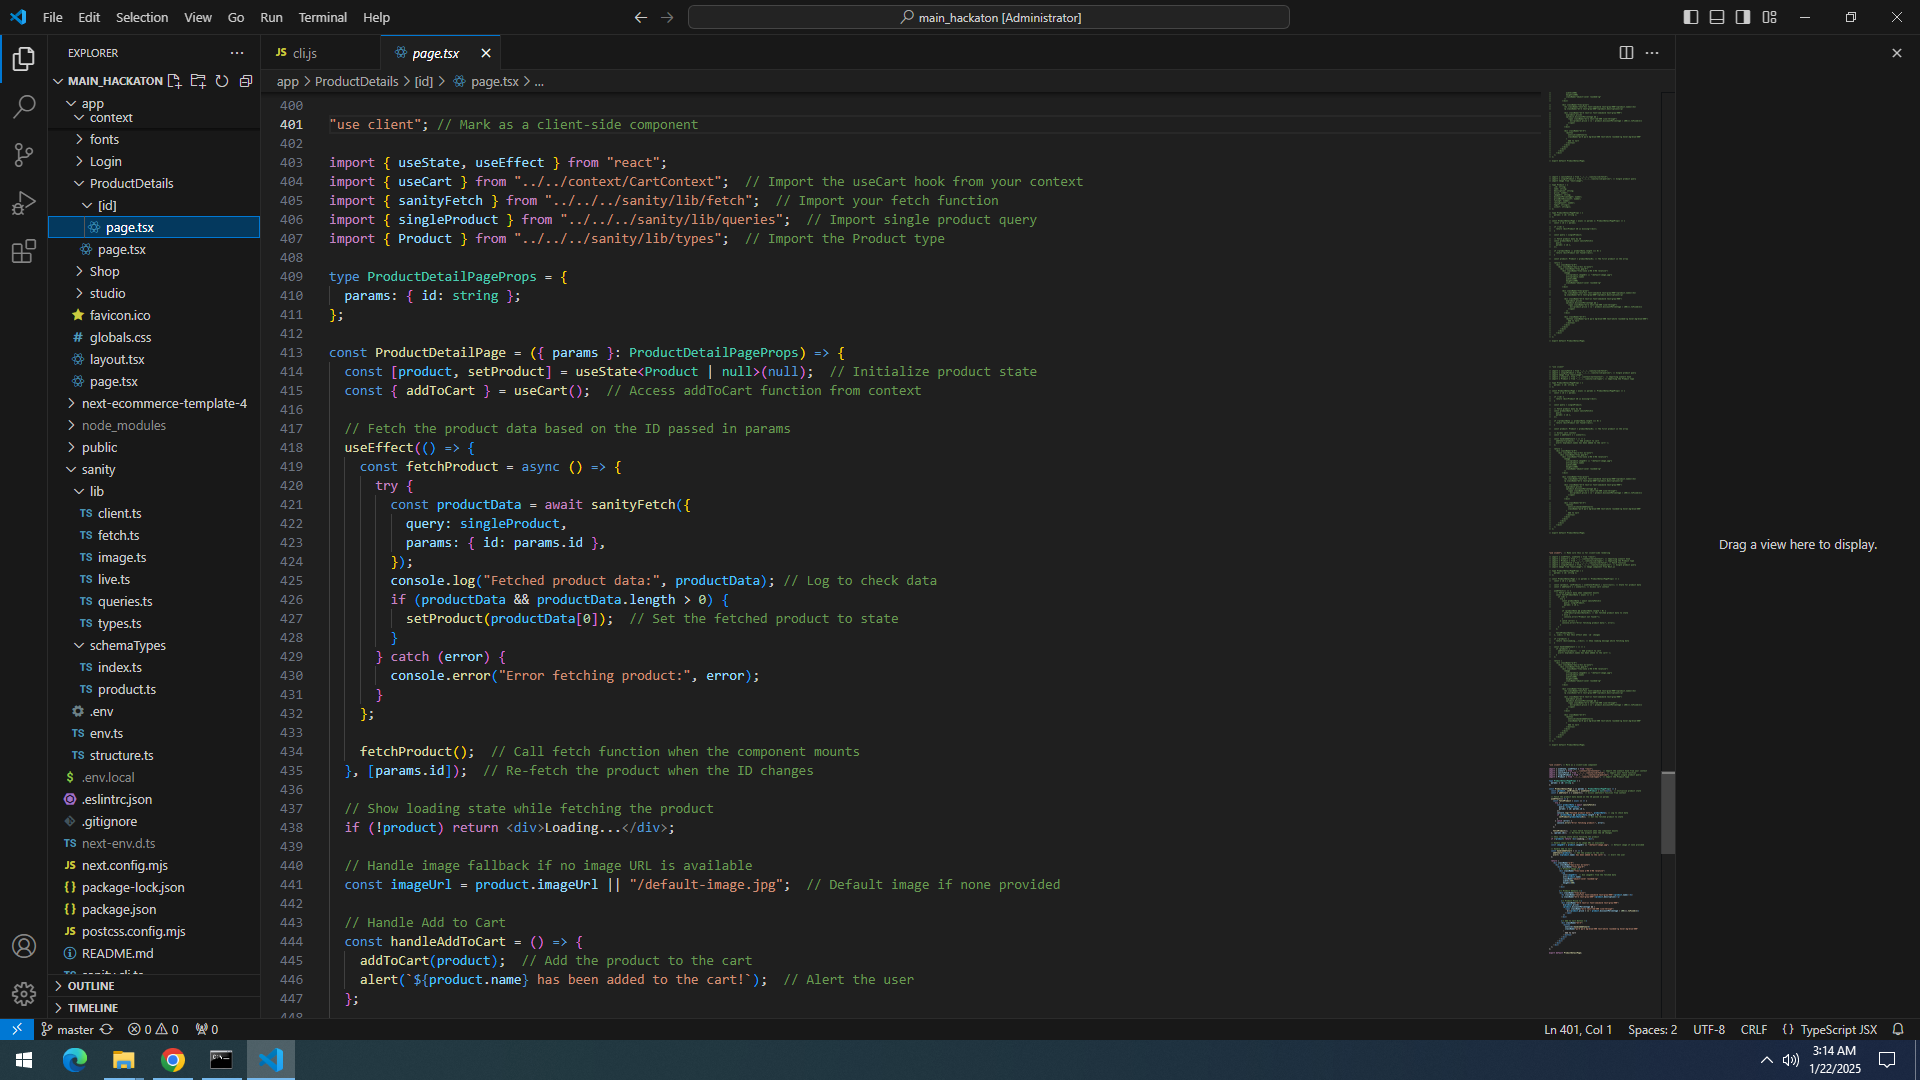 File Edit Selection View Go Run Terminal Help
main_hackaton [Administrator]
EXPLORER
MAIN_HACKATON
app
context
fonts
Login
ProductDetails
[id]
page.tsx
page.tsx
Shop
studio
favicon.ico
globals.css
layout.tsx
page.tsx
next-ecommerce-template-4
node_modules
public
sanity
lib
TS client.ts
TS fetch.ts
TS image.ts
TS live.ts
TS queries.ts
TS types.ts
schemaTypes
TS index.ts
TS product.ts
.env
TS env.ts
TS structure.ts
$ .env.local
.eslintrc.json
.gitignore
TS next-env.d.ts
JS next.config.mjs
{} package-lock.json
{} package.json
JS postcss.config.mjs
README.md
OUTLINE
TIMELINE
JS cli.js
page.tsx
app > ProductDetails > [id] > page.tsx > ...
400
401 "use client"; // Mark as a client-side component
402
403 import { useState, useEffect } from "react";
404 import { useCart } from "../../context/CartContext";  // Import the useCart hook from your context
405 import { sanityFetch } from "../../../sanity/lib/fetch";  // Import your fetch function
406 import { singleProduct } from "../../../sanity/lib/queries";  // Import single product query
407 import { Product } from "../../../sanity/lib/types";  // Import the Product type
408
409 type ProductDetailPageProps = {
410   params: { id: string };
411 };
412
413 const ProductDetailPage = ({ params }: ProductDetailPageProps) => {
414   const [product, setProduct] = useState<Product | null>(null);  // Initialize product state
415   const { addToCart } = useCart();  // Access addToCart function from context
416
417   // Fetch the product data based on the ID passed in params
418   useEffect(() => {
419     const fetchProduct = async () => {
420       try {
421         const productData = await sanityFetch({
422           query: singleProduct,
423           params: { id: params.id },
424         });
425         console.log("Fetched product data:", productData); // Log to check data
426         if (productData && productData.length > 0) {
427           setProduct(productData[0]);  // Set the fetched product to state
428         }
429       } catch (error) {
430         console.error("Error fetching product:", error);
431       }
432     };
433
434     fetchProduct();  // Call fetch function when the component mounts
435   }, [params.id]);  // Re-fetch the product when the ID changes
436
437   // Show loading state while fetching the product
438   if (!product) return <div>Loading...</div>;
439
440   // Handle image fallback if no image URL is available
441   const imageUrl = product.imageUrl || "/default-image.jpg";  // Default image if none provided
442
443   // Handle Add to Cart
444   const handleAddToCart = () => {
445     addToCart(product);  // Add the product to the cart
446     alert(`${product.name} has been added to the cart!`);  // Alert the user
447   };
448
Drag a view here to display.
master 0 0 0
Ln 401, Col 1 Spaces: 2 UTF-8 CRLF {} TypeScript JSX
3:14 AM
1/22/2025